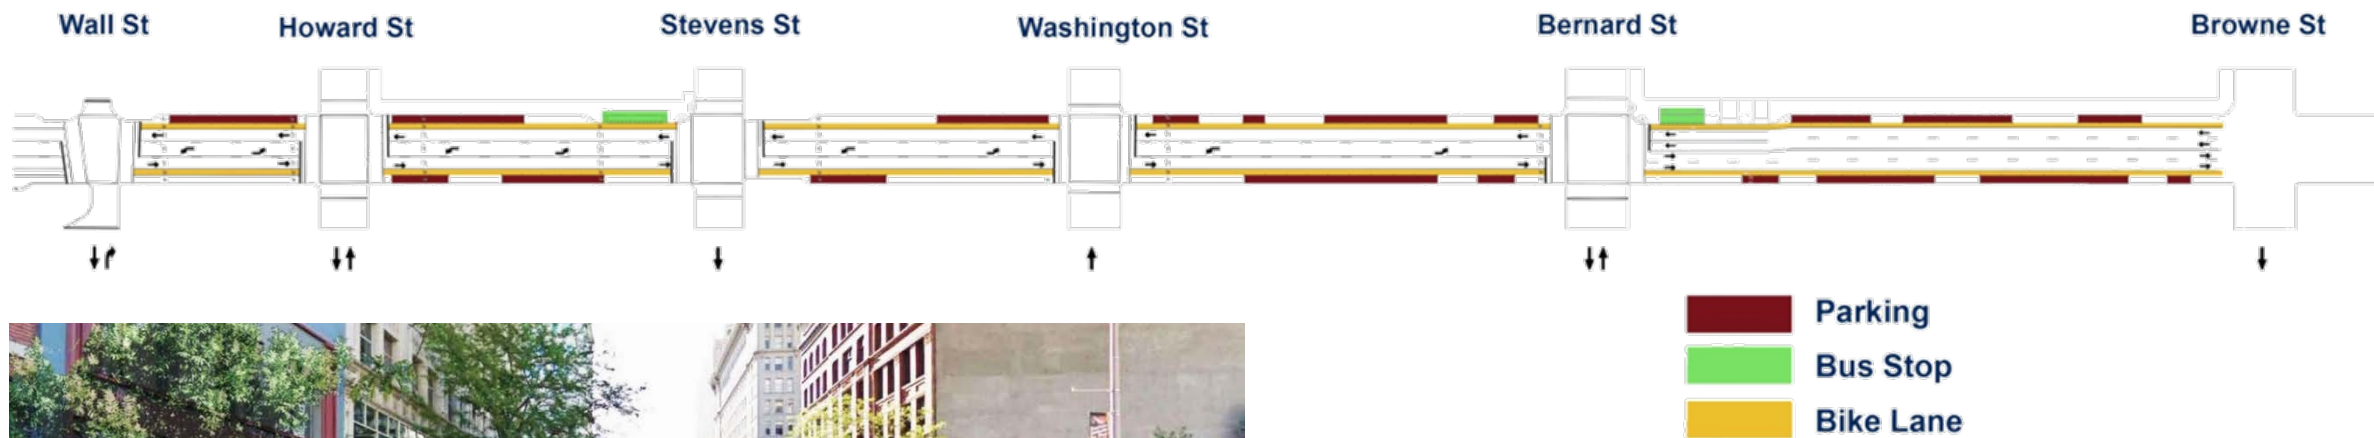 Wall St
Howard St
Stevens St
Washington St
Bernard St
Browne St
Parking
Bus Stop
Bike Lane